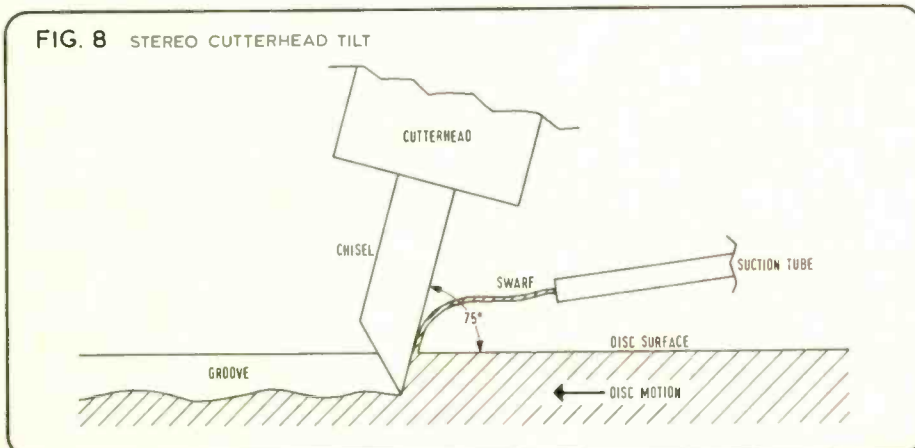 FIG. 8 STEREO CUTTERHEAD TILT
CUTTERHEAD
CHISEL
SUCTION TUBE
SWARF
75°
DISC SURFACE
GROOVE
DISC MOTION